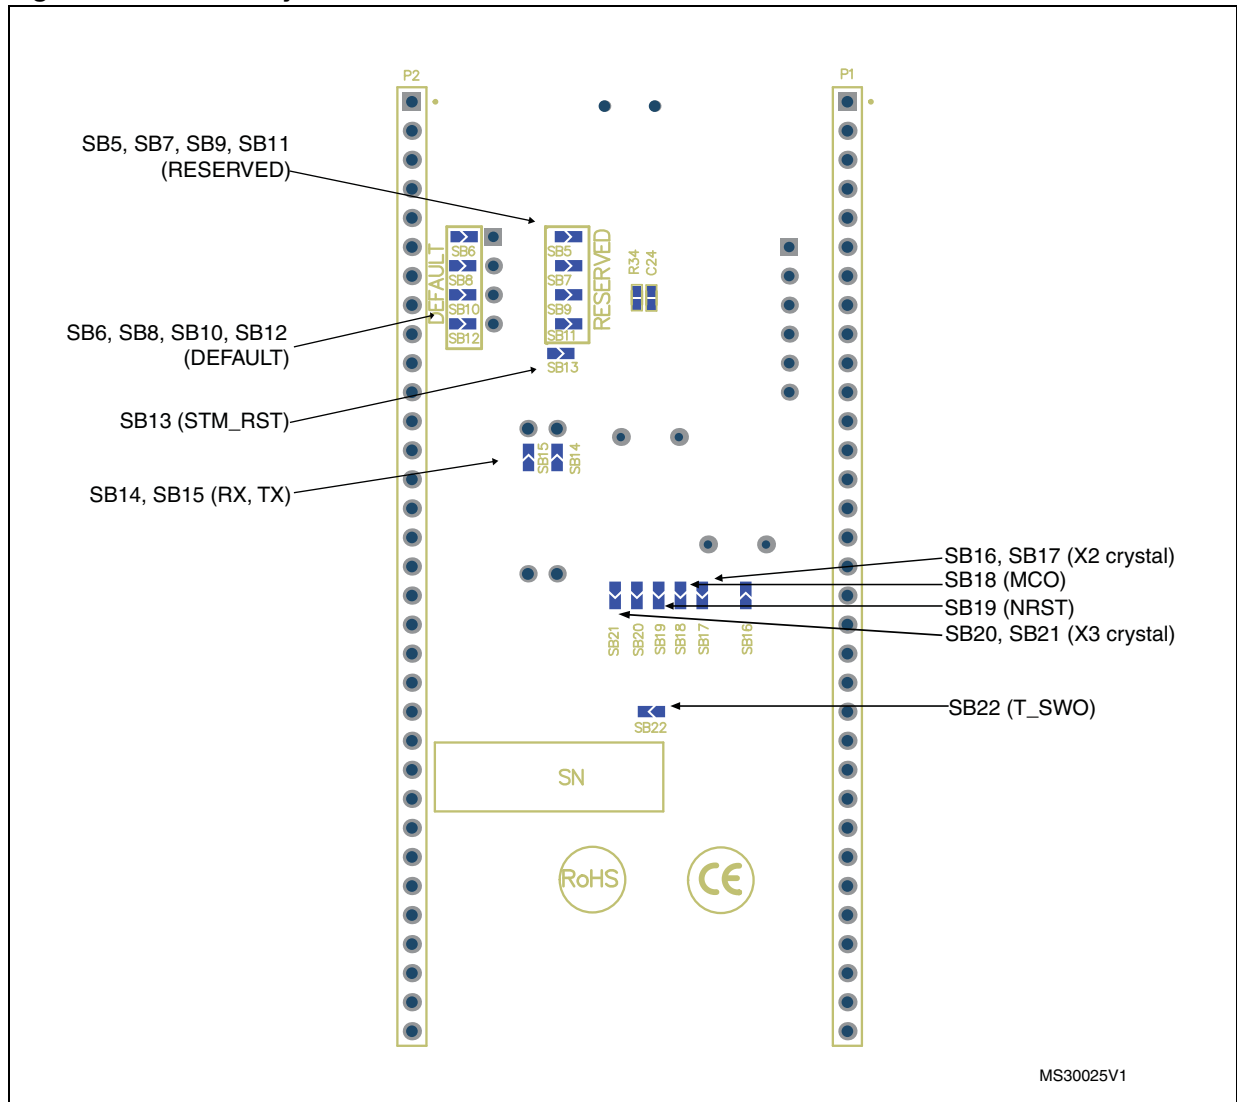 P2
P1
SB5, SB7, SB9, SB11
(RESERVED)
DEFAULT
SB6
SB8
SB10
SB12
SB5
SB7
SB9
SB11
RESERVED
R34
C24
SB6, SB8, SB10, SB12
(DEFAULT)
SB13
SB13 (STM_RST)
SB15
SB14
SB14, SB15 (RX, TX)
SB16, SB17 (X2 crystal)
SB18 (MCO)
SB19 (NRST)
SB20, SB21 (X3 crystal)
SB21
SB20
SB19
SB18
SB17
SB16
SB22 (T_SWO)
SB22
SN
RoHS
CE
MS30025V1